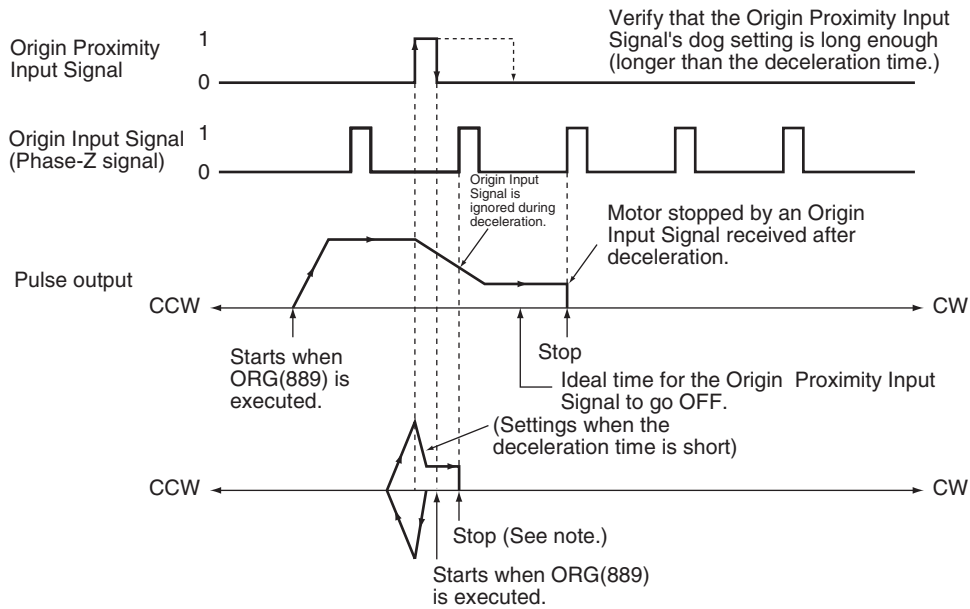 Origin Proximity
Input Signal
1
0
Verify that the Origin Proximity Input
Signal's dog setting is long enough
(longer than the deceleration time.)
Origin Input Signal
(Phase-Z signal)
1
0
Origin Input
Signal is
ignored during
deceleration.
Motor stopped by an Origin
Input Signal received after
deceleration.
Pulse output
CCW
CW
Starts when
ORG(889) is
executed.
Stop
Ideal time for the Origin Proximity Input
Signal to go OFF.
(Settings when the
deceleration time is short)
CCW
CW
Stop (See note.)
Starts when ORG(889)
is executed.